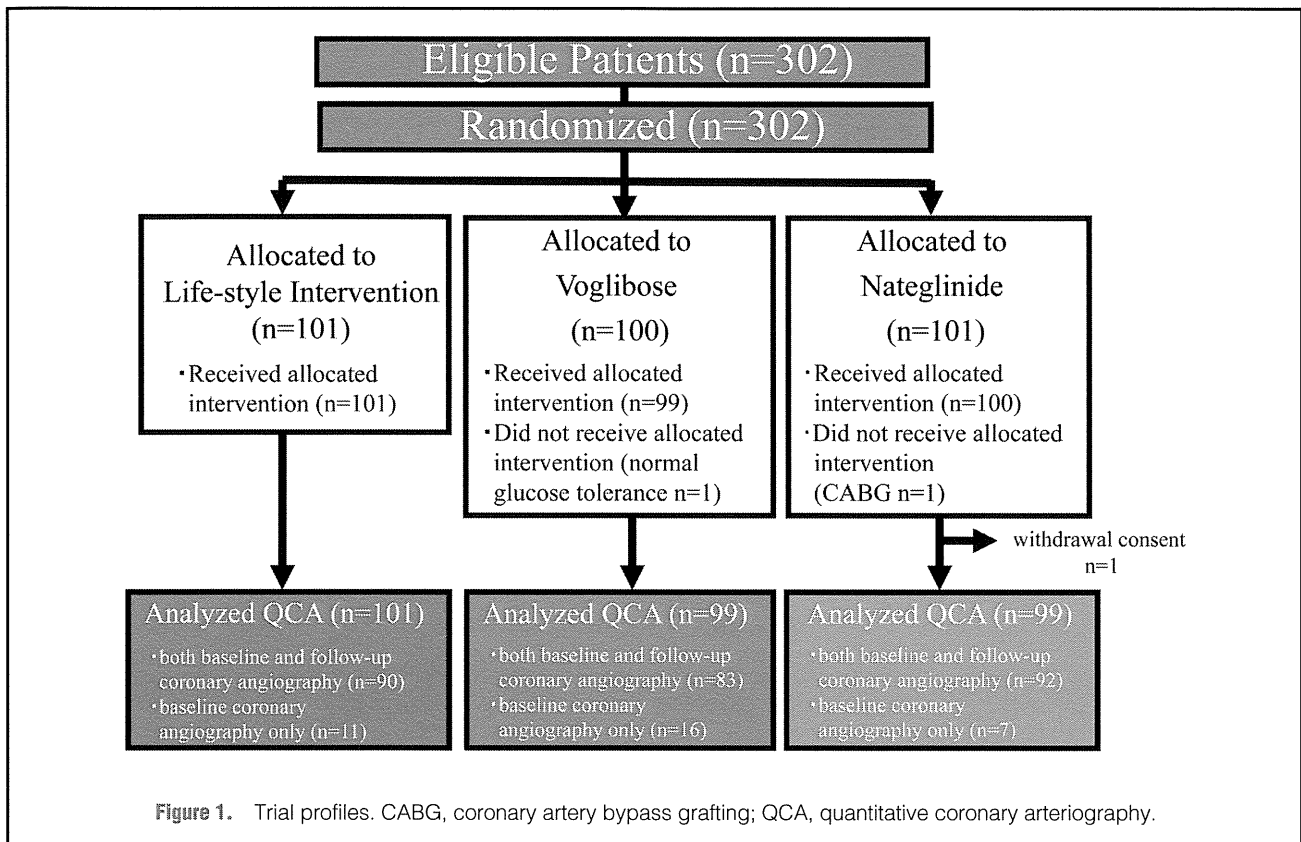 Eligible Patients (n=302)
Randomized (n=302)
Allocated to
Life-style Intervention
(n=101)
・Received allocated
intervention (n=101)
Allocated to
Voglibose
(n=100)
・Received allocated
intervention (n=99)
・Did not receive allocated
intervention (normal
glucose tolerance n=1)
Allocated to
Nateglinide
(n=101)
・Received allocated
intervention (n=100)
・Did not receive allocated
intervention
(CABG n=1)
withdrawal consent
n=1
Analyzed QCA (n=101)
・both baseline and follow-up
coronary angiography (n=90)
・baseline coronary
angiography only (n=11)
Analyzed QCA (n=99)
・both baseline and follow-up
coronary angiography (n=83)
・baseline coronary
angiography only (n=16)
Analyzed QCA (n=99)
・both baseline and follow-up
coronary angiography (n=92)
・baseline coronary
angiography only (n=7)
Figure 1. Trial profiles. CABG, coronary artery bypass grafting; QCA, quantitative coronary arteriography.